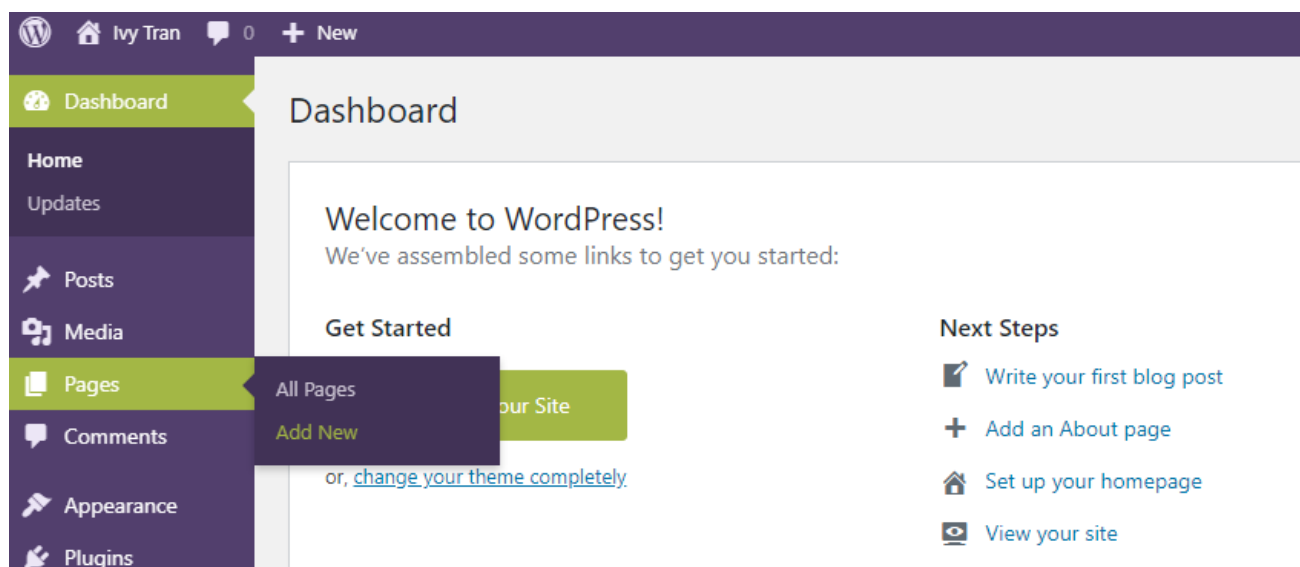 Ivy Tran 0 New
Dashboard
Home
Updates
Posts
Media
Pages
Comments
Appearance
Plugins
All Pages
Add New
Dashboard
Welcome to WordPress!
We've assembled some links to get you started:
Get Started
our Site
or, change your theme completely
Next Steps
Write your first blog post
Add an About page
Set up your homepage
View your site